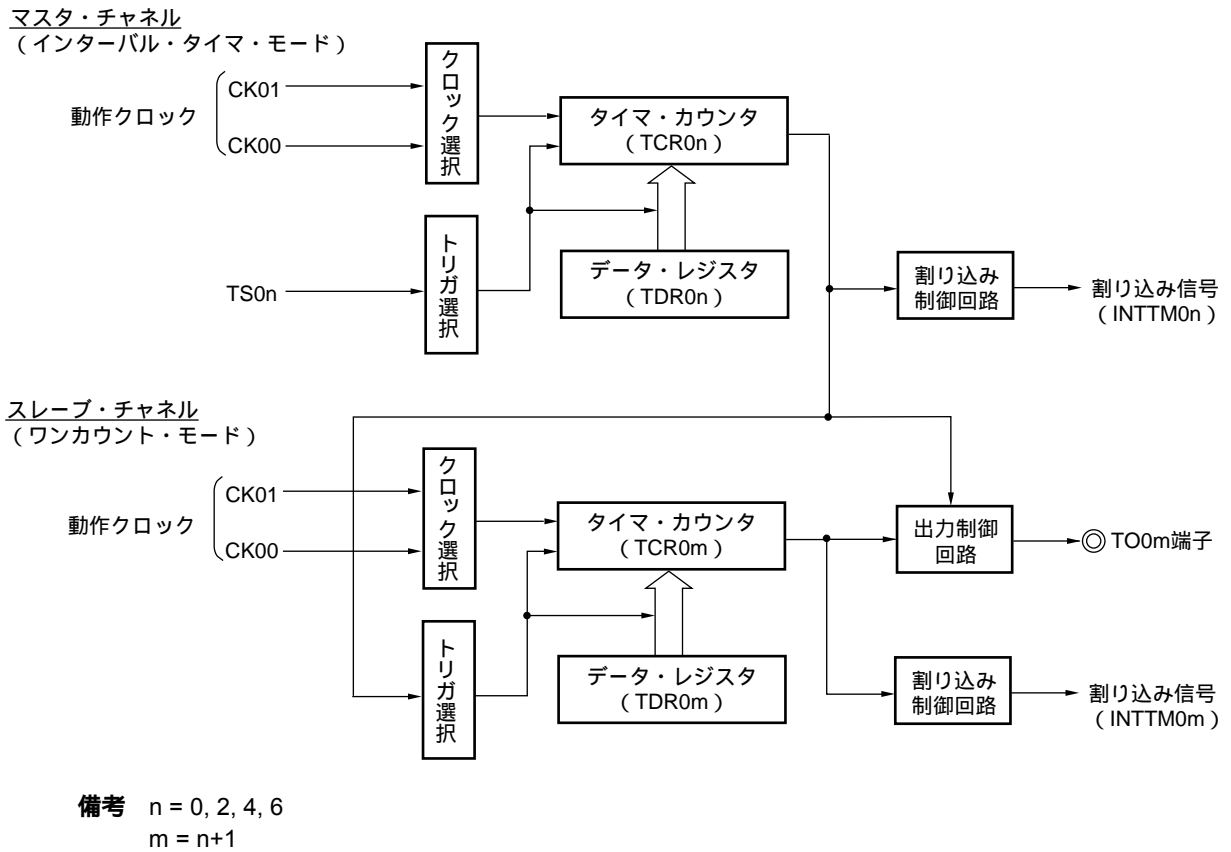 マスタ・チャネル
(インターバル・タイマ・モード)
動作クロック
CK01
CK00
クロック選択
タイマ・カウンタ
(TCR0n)
TS0n
トリガ選択
データ・レジスタ
(TDR0n)
割り込み
制御回路
割り込み信号
(INTTM0n)
スレーブ・チャネル
(ワンカウント・モード)
動作クロック
CK01
CK00
クロック選択
タイマ・カウンタ
(TCR0m)
出力制御
回路
TO0m端子
トリガ選択
データ・レジスタ
(TDR0m)
割り込み
制御回路
割り込み信号
(INTTM0m)
備考 n = 0, 2, 4, 6
m = n+1